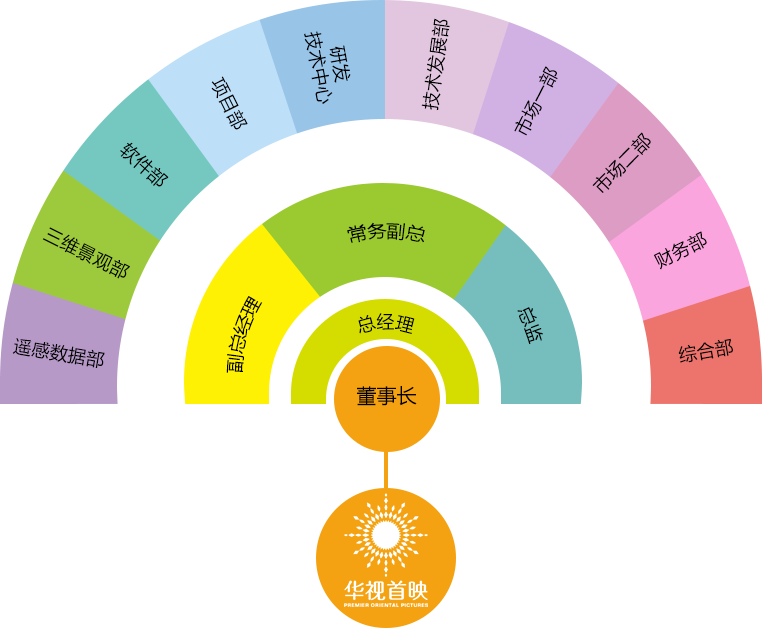 遥感数据部
三维景观部
软件部
项目部
研发
技术中心
技术发展部
市场一部
市场二部
财务部
综合部
副总经理
常务副总
总监
总经理
董事长
华视首映
PREMIER ORIENTAL PICTURES